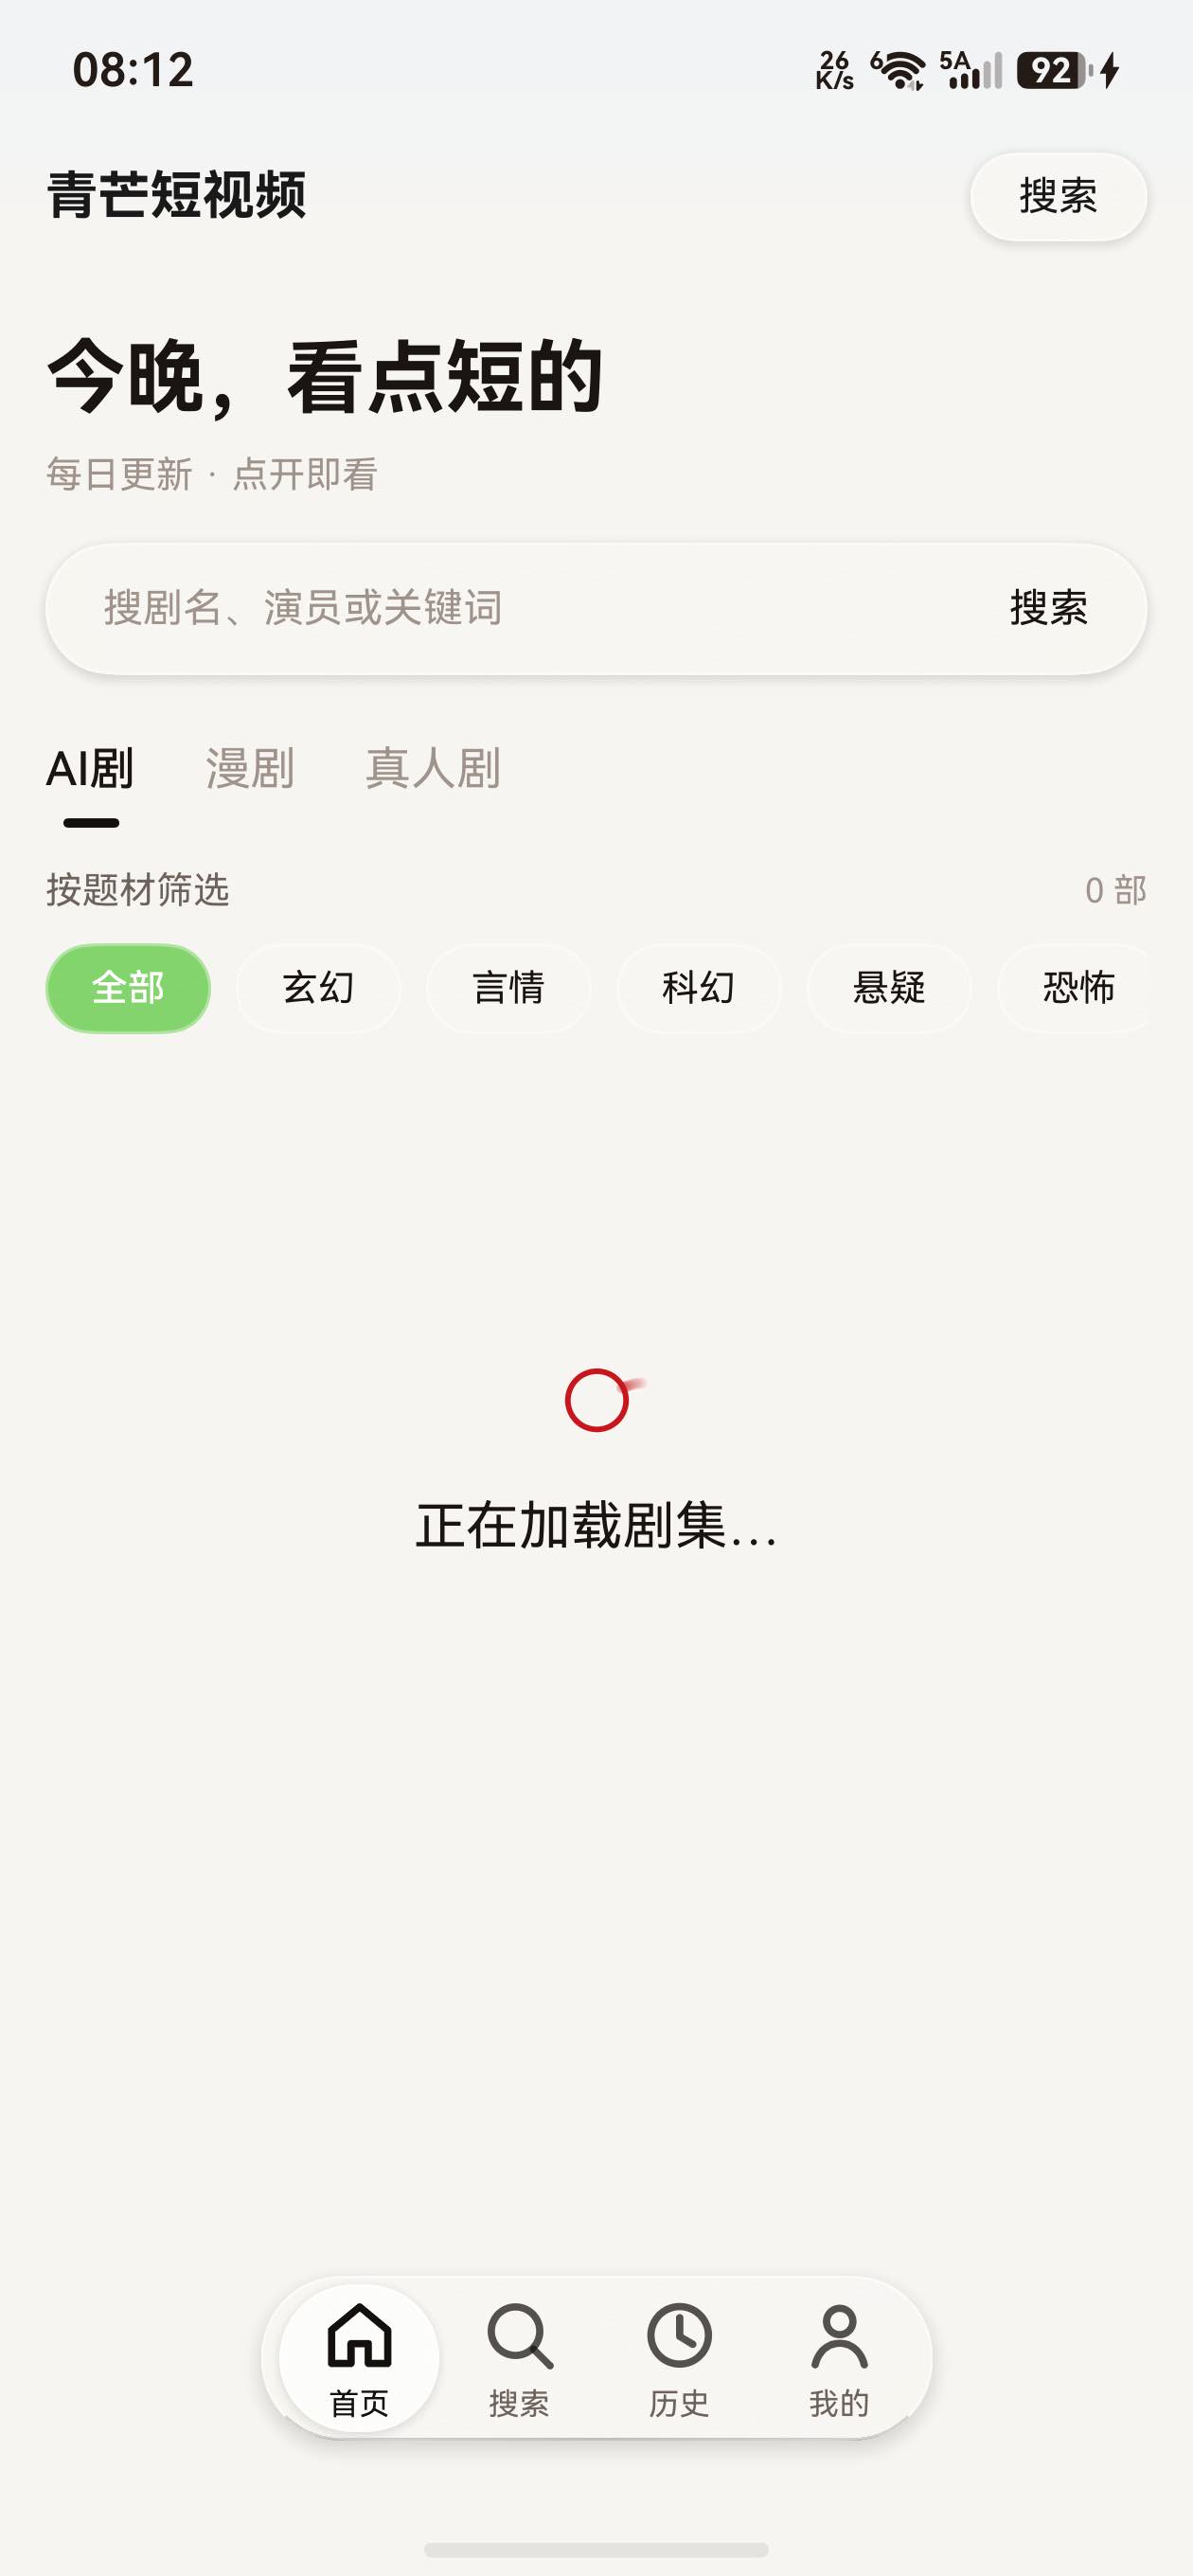 08:12
26 K/s 6 5A 92
青芒短视频 搜索
今晚，看点短的
每日更新 · 点开即看
搜剧名、演员或关键词 搜索
AI剧 漫剧 真人剧
按题材筛选 0 部
全部 玄幻 言情 科幻 悬疑 恐怖
正在加载剧集...
首页 搜索 历史 我的